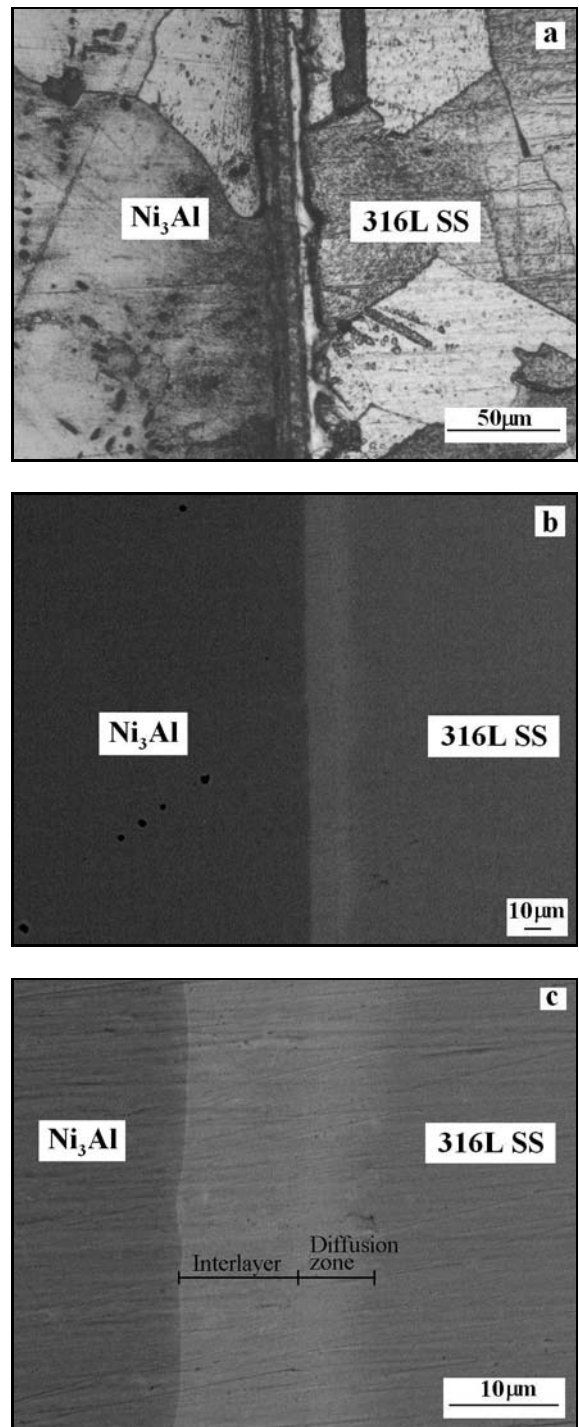 a
Ni₃Al
316L SS
50μm
b
Ni₃Al
316L SS
10μm
c
Ni₃Al
316L SS
Interlayer
Diffusion
zone
10μm